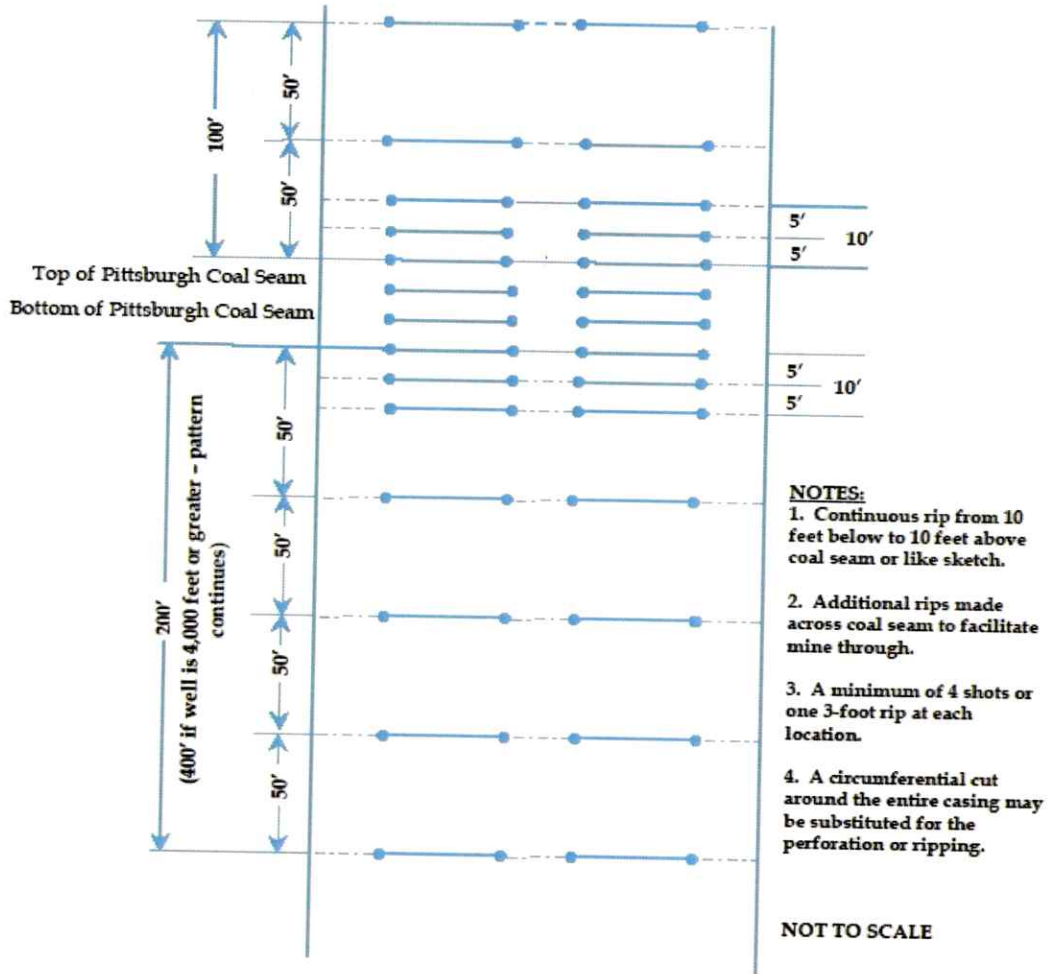 100'
50'
50'
5'
10'
5'
Top of Pittsburgh Coal Seam
Bottom of Pittsburgh Coal Seam
5'
10'
5'
200'
(400' if well is 4,000 feet or greater – pattern
continues)
50'
50'
50'
50'
NOTES:
1. Continuous rip from 10
feet below to 10 feet above
coal seam or like sketch.
2. Additional rips made
across coal seam to facilitate
mine through.
3. A minimum of 4 shots or
one 3-foot rip at each
location.
4. A circumferential cut
around the entire casing may
be substituted for the
perforation or ripping.
NOT TO SCALE